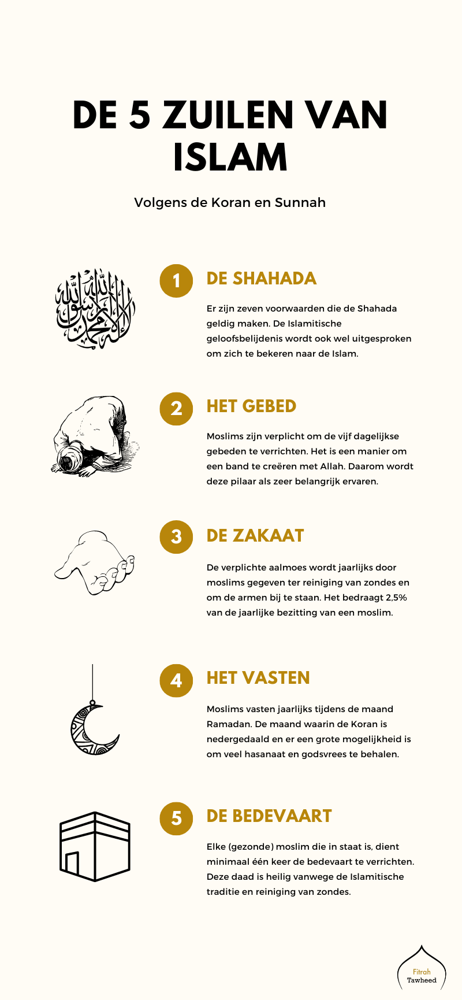 DE 5 ZUILEN VAN
ISLAM
Volgens de Koran en Sunnah
لا إله إلا الله محمد رسول الله
1
DE SHAHADA
Er zijn zeven voorwaarden die de Shahada
geldig maken. De Islamitische
geloofsbelijdenis wordt ook wel uitgesproken
om zich te bekeren naar de Islam.
2
HET GEBED
Moslims zijn verplicht om de vijf dagelijkse
gebeden te verrichten. Het is een manier om
een band te creëren met Allah. Daarom wordt
deze pilaar als zeer belangrijk ervaren.
3
DE ZAKAAT
De verplichte aalmoes wordt jaarlijks door
moslims gegeven ter reiniging van zondes en
om de armen bij te staan. Het bedraagt 2,5%
van de jaarlijke bezitting van een moslim.
4
HET VASTEN
Moslims vasten jaarlijks tijdens de maand
Ramadan. De maand waarin de Koran is
nedergedaald en er een grote mogelijkheid is
om veel hasanaat en godsvrees te behalen.
5
DE BEDEVAART
Elke (gezonde) moslim die in staat is, dient
minimaal één keer de bedevaart te verrichten.
Deze daad is heilig vanwege de Islamitische
traditie en reiniging van zondes.
Fitrah
Tawheed